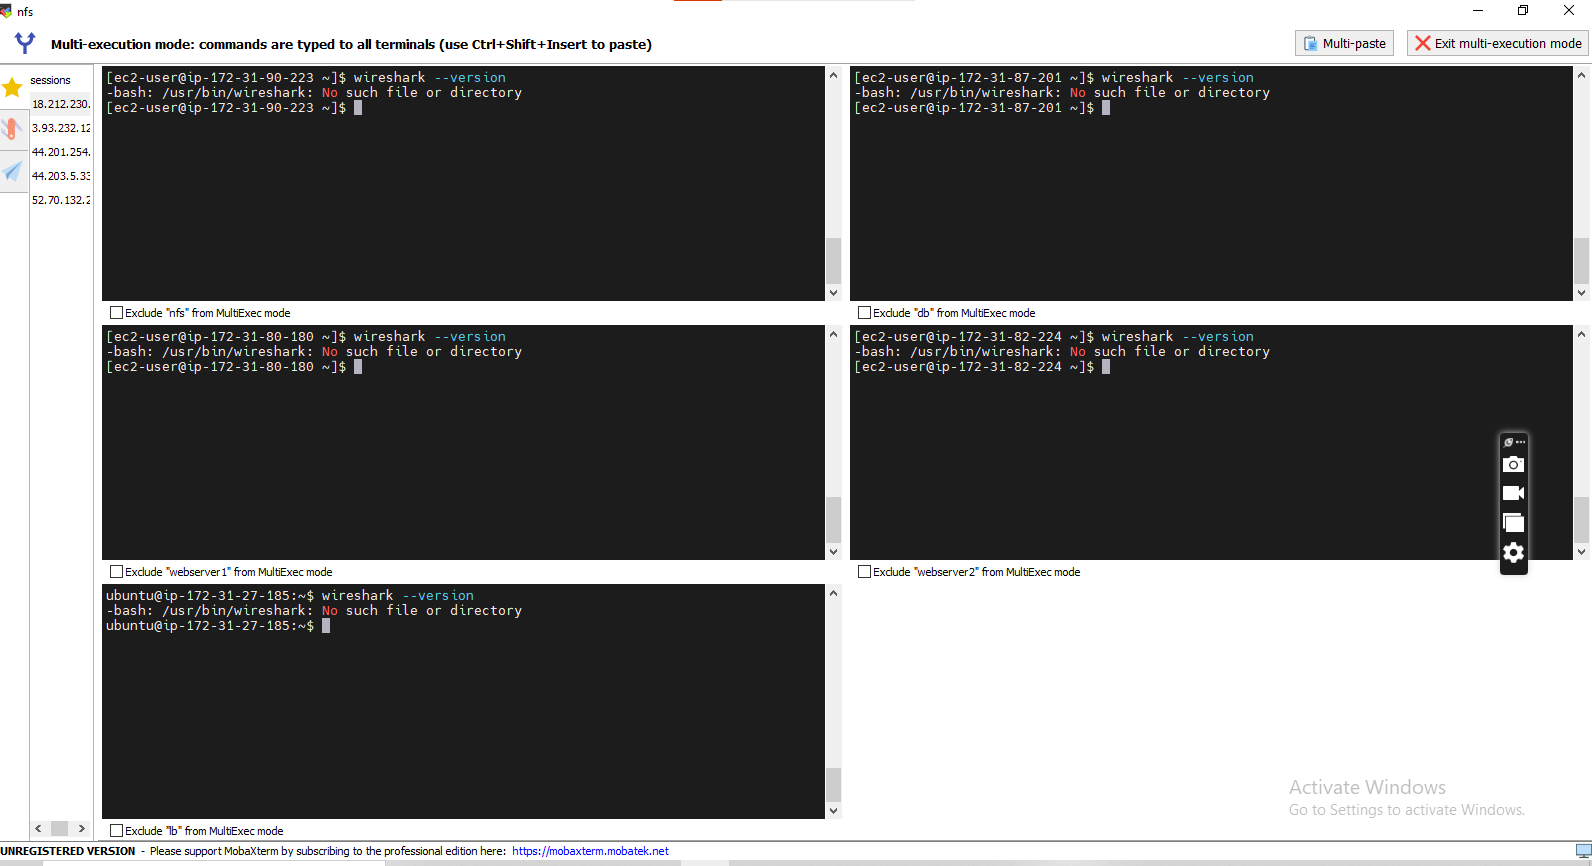 nfs
Multi-execution mode: commands are typed to all terminals (use Ctrl+Shift+Insert to paste)
Multi-paste
Exit multi-execution mode
sessions
18.212.230.
3.93.232.12
44.201.254.
44.203.5.33
52.70.132.2
[ec2-user@ip-172-31-90-223 ~]$ wireshark --version
-bash: /usr/bin/wireshark: No such file or directory
[ec2-user@ip-172-31-90-223 ~]$
Exclude "nfs" from MultiExec mode
[ec2-user@ip-172-31-87-201 ~]$ wireshark --version
-bash: /usr/bin/wireshark: No such file or directory
[ec2-user@ip-172-31-87-201 ~]$
Exclude "db" from MultiExec mode
[ec2-user@ip-172-31-80-180 ~]$ wireshark --version
-bash: /usr/bin/wireshark: No such file or directory
[ec2-user@ip-172-31-80-180 ~]$
Exclude "webserver1" from MultiExec mode
[ec2-user@ip-172-31-82-224 ~]$ wireshark --version
-bash: /usr/bin/wireshark: No such file or directory
[ec2-user@ip-172-31-82-224 ~]$
Exclude "webserver2" from MultiExec mode
ubuntu@ip-172-31-27-185:~$ wireshark --version
-bash: /usr/bin/wireshark: No such file or directory
ubuntu@ip-172-31-27-185:~$
Exclude "lb" from MultiExec mode
Activate Windows
Go to Settings to activate Windows.
UNREGISTERED VERSION - Please support MobaXterm by subscribing to the professional edition here: https://mobaxterm.mobatek.net